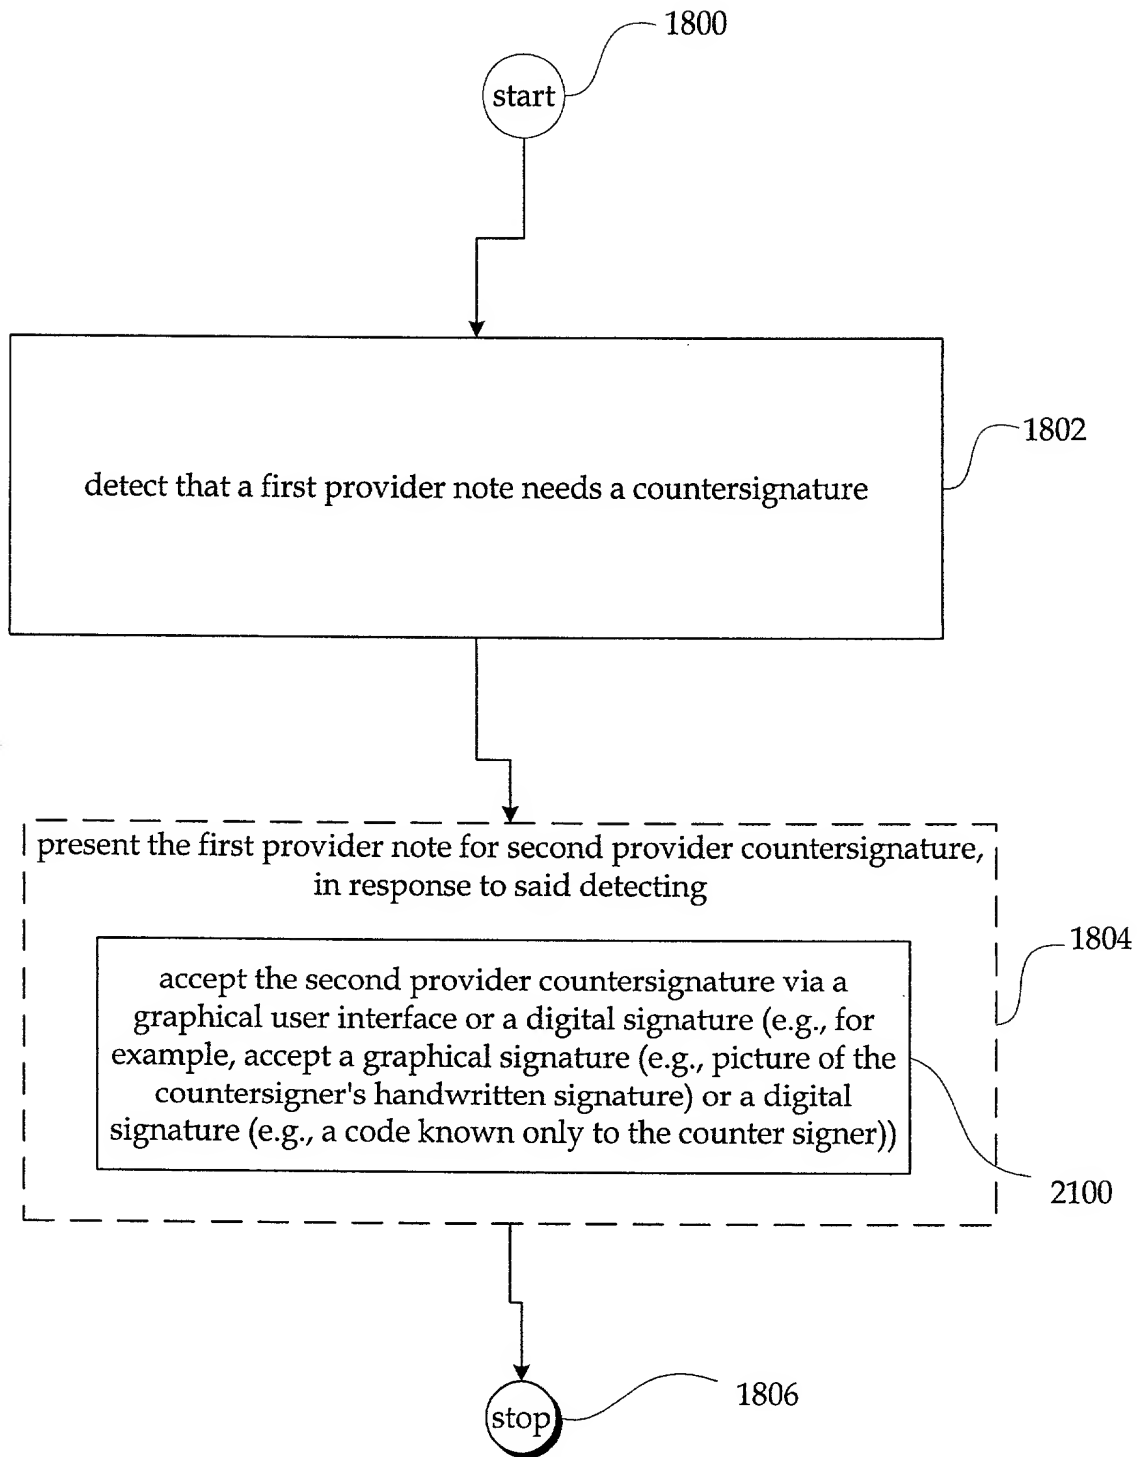 1800
start
1802
detect that a first provider note needs a countersignature
present the first provider note for second provider countersignature,
in response to said detecting
1804
accept the second provider countersignature via a
graphical user interface or a digital signature (e.g., for
example, accept a graphical signature (e.g., picture of the
countersigner's handwritten signature) or a digital
signature (e.g., a code known only to the counter signer))
2100
1806
stop